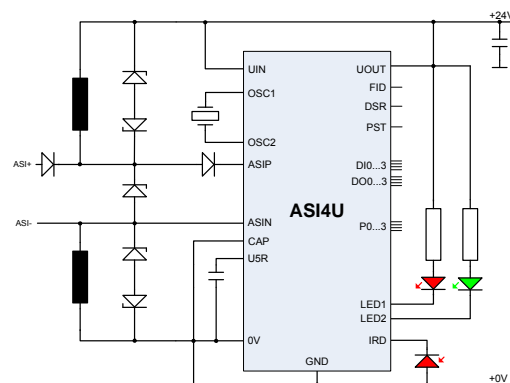 +24V
UIN
UOUT
OSC1
FID
DSR
PST
OSC2
ASI+
ASIP
DI0...3
DO0...3
ASI4U
ASI-
ASIN
P0...3
CAP
U5R
LED1
LED2
0V
IRD
GND
+0V